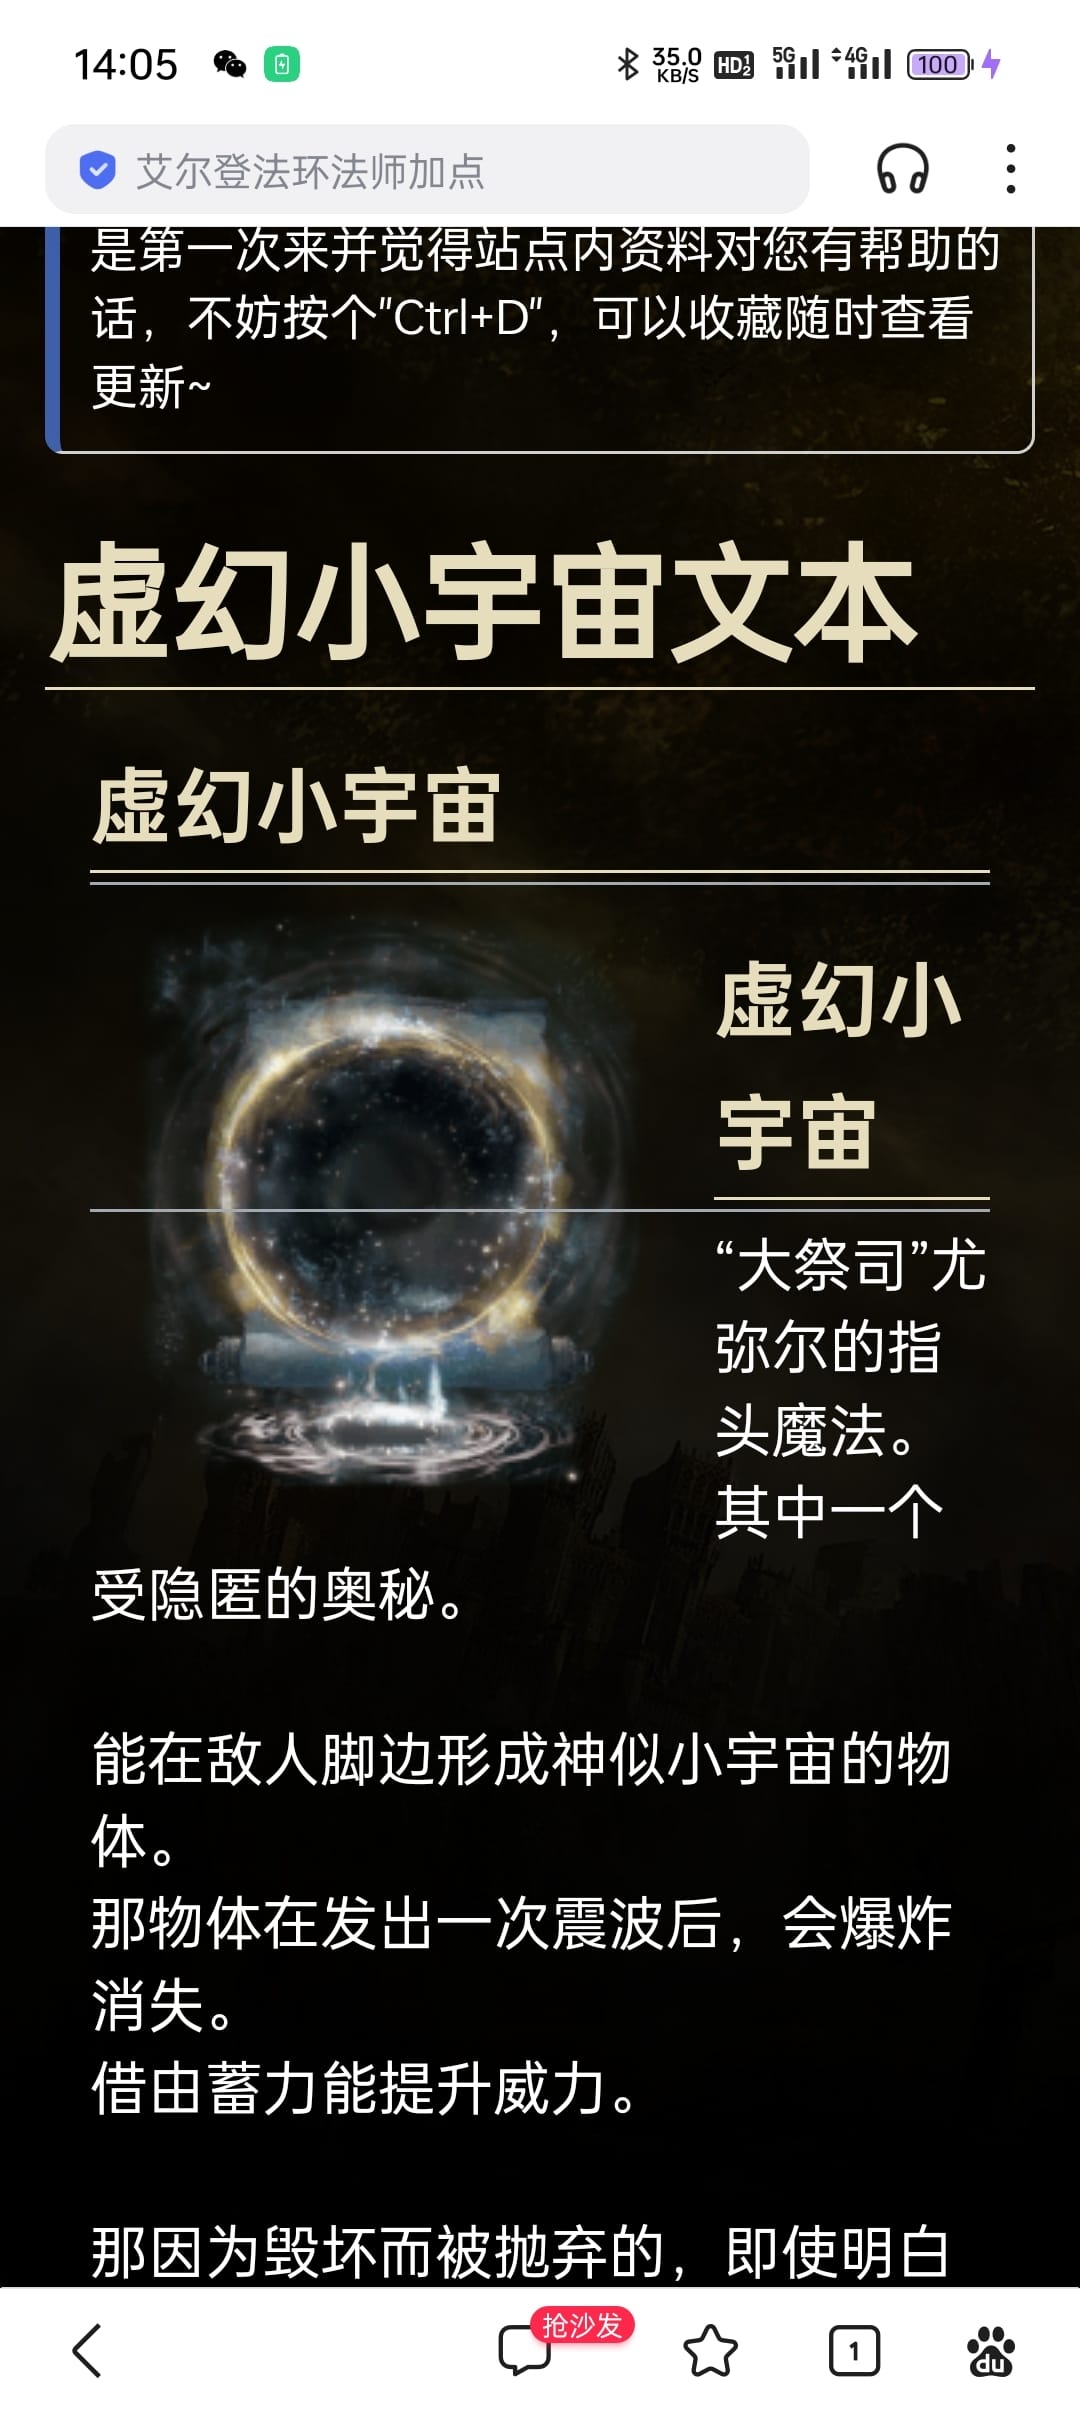 14:05
35.0
KB/S
HD
1
2
5G
4G
100
艾尔登法环法师加点
是第一次来并觉得站点内资料对您有帮助的
话，不妨按个"Ctrl+D"，可以收藏随时查看
更新~
虚幻小宇宙文本
虚幻小宇宙
虚幻小
宇宙
“大祭司”尤
弥尔的指
头魔法。
其中一个
受隐匿的奥秘。
能在敌人脚边形成神似小宇宙的物
体。
那物体在发出一次震波后，会爆炸
消失。
借由蓄力能提升威力。
那因为毁坏而被抛弃的，即使明白
抢沙发
1
du